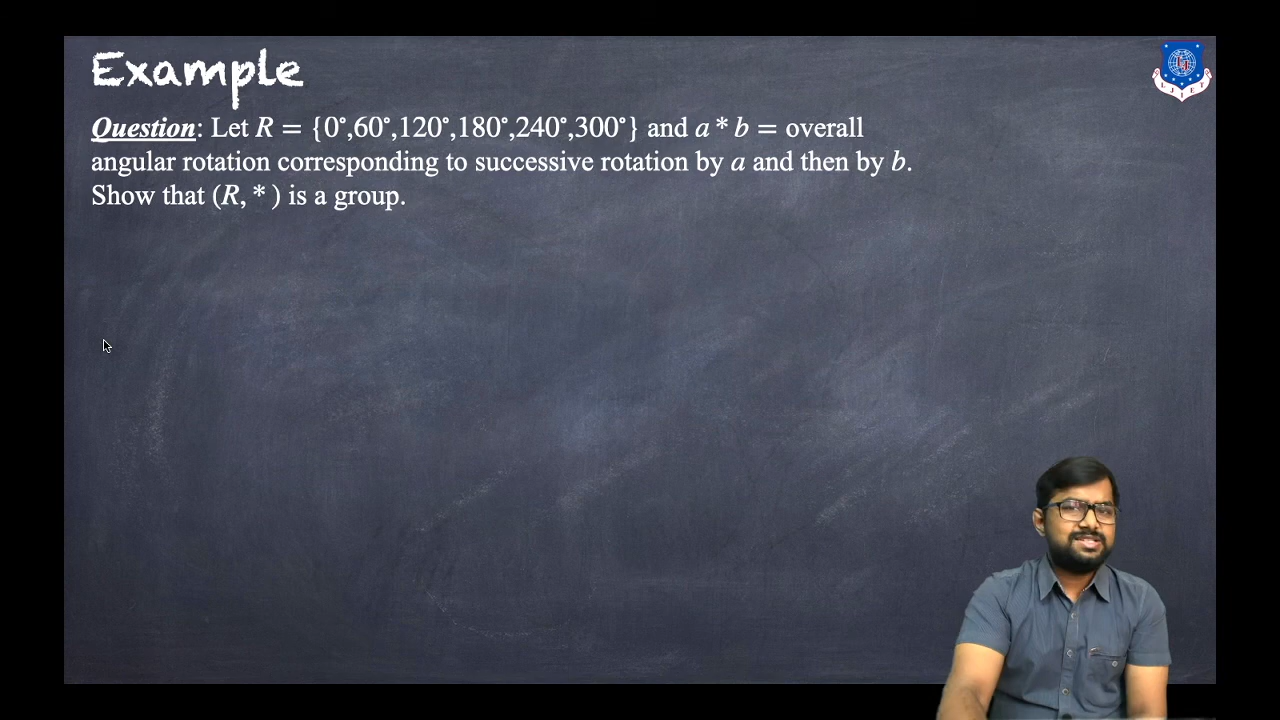 Example
Question: Let R = {0°,60°,120°,180°,240°,300°} and a * b = overall
angular rotation corresponding to successive rotation by a and then by b.
Show that (R, * ) is a group.